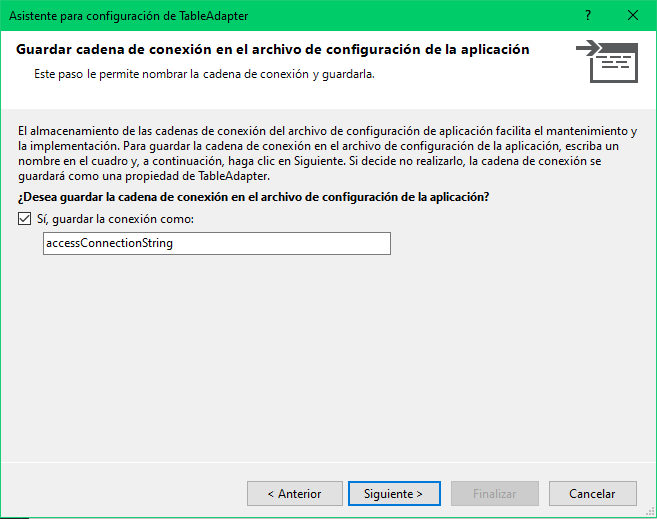 Asistente para configuración de TableAdapter
?
Guardar cadena de conexión en el archivo de configuración de la aplicación
Este paso le permite nombrar la cadena de conexión y guardarla.
El almacenamiento de las cadenas de conexión del archivo de configuración de aplicación facilita el mantenimiento y
la implementación. Para guardar la cadena de conexión en el archivo de configuración de la aplicación, escriba un
nombre en el cuadro y, a continuación, haga clic en Siguiente. Si decide no realizarlo, la cadena de conexión se
guardará como una propiedad de TableAdapter.
¿Desea guardar la cadena de conexión en el archivo de configuración de la aplicación?
Sí, guardar la conexión como:
accessConnectionString
< Anterior Siguiente > Finalizar Cancelar